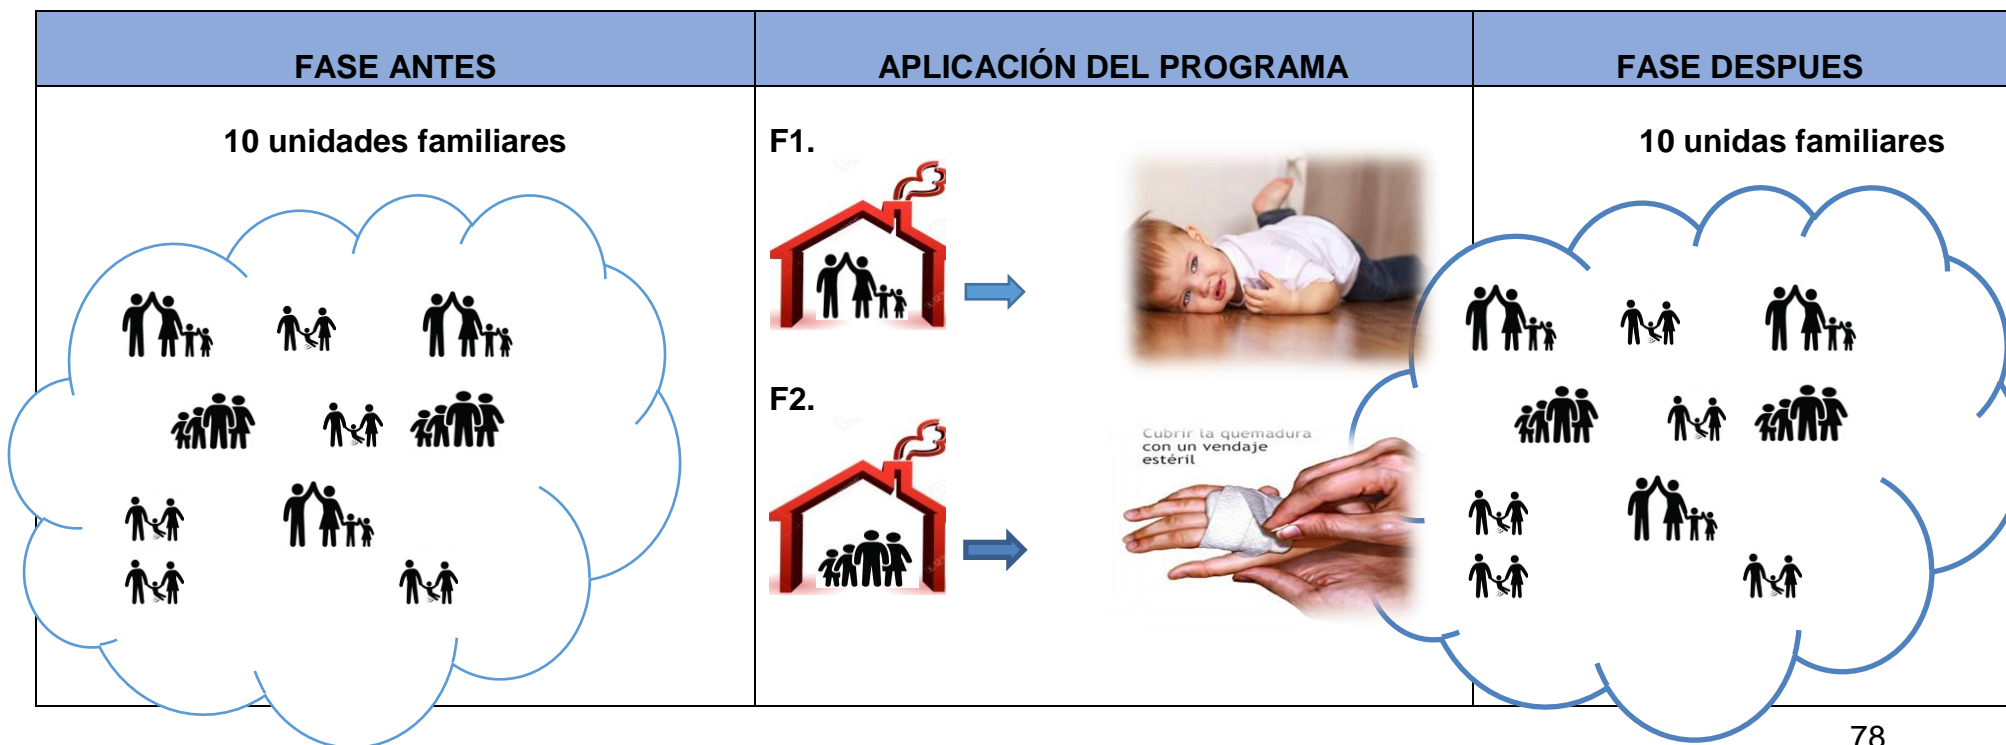 FASE ANTES
APLICACIÓN DEL PROGRAMA
FASE DESPUES
10 unidades familiares
F1.
10 unidas familiares
F2.
Cubrir la quemadura
con un vendaje
estéril
78